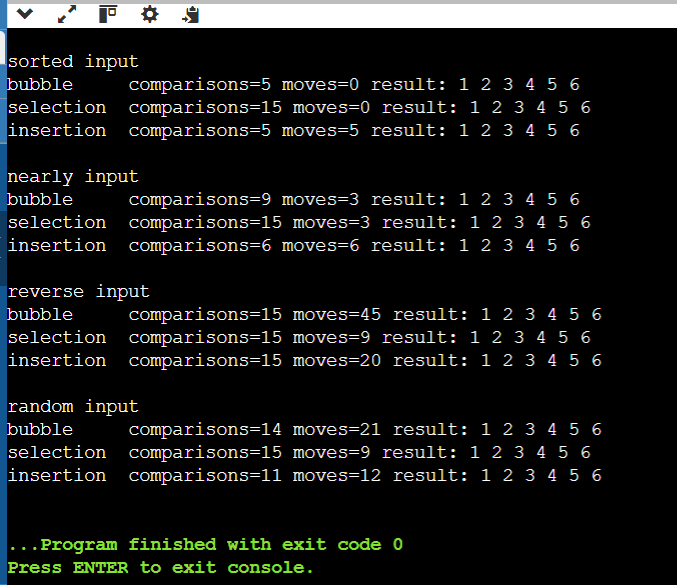 sorted input
bubble     comparisons=5 moves=0 result: 1 2 3 4 5 6
selection  comparisons=15 moves=0 result: 1 2 3 4 5 6
insertion  comparisons=5 moves=5 result: 1 2 3 4 5 6
nearly input
bubble     comparisons=9 moves=3 result: 1 2 3 4 5 6
selection  comparisons=15 moves=3 result: 1 2 3 4 5 6
insertion  comparisons=6 moves=6 result: 1 2 3 4 5 6
reverse input
bubble     comparisons=15 moves=45 result: 1 2 3 4 5 6
selection  comparisons=15 moves=9 result: 1 2 3 4 5 6
insertion  comparisons=15 moves=20 result: 1 2 3 4 5 6
random input
bubble     comparisons=14 moves=21 result: 1 2 3 4 5 6
selection  comparisons=15 moves=9 result: 1 2 3 4 5 6
insertion  comparisons=11 moves=12 result: 1 2 3 4 5 6
...Program finished with exit code 0
Press ENTER to exit console.